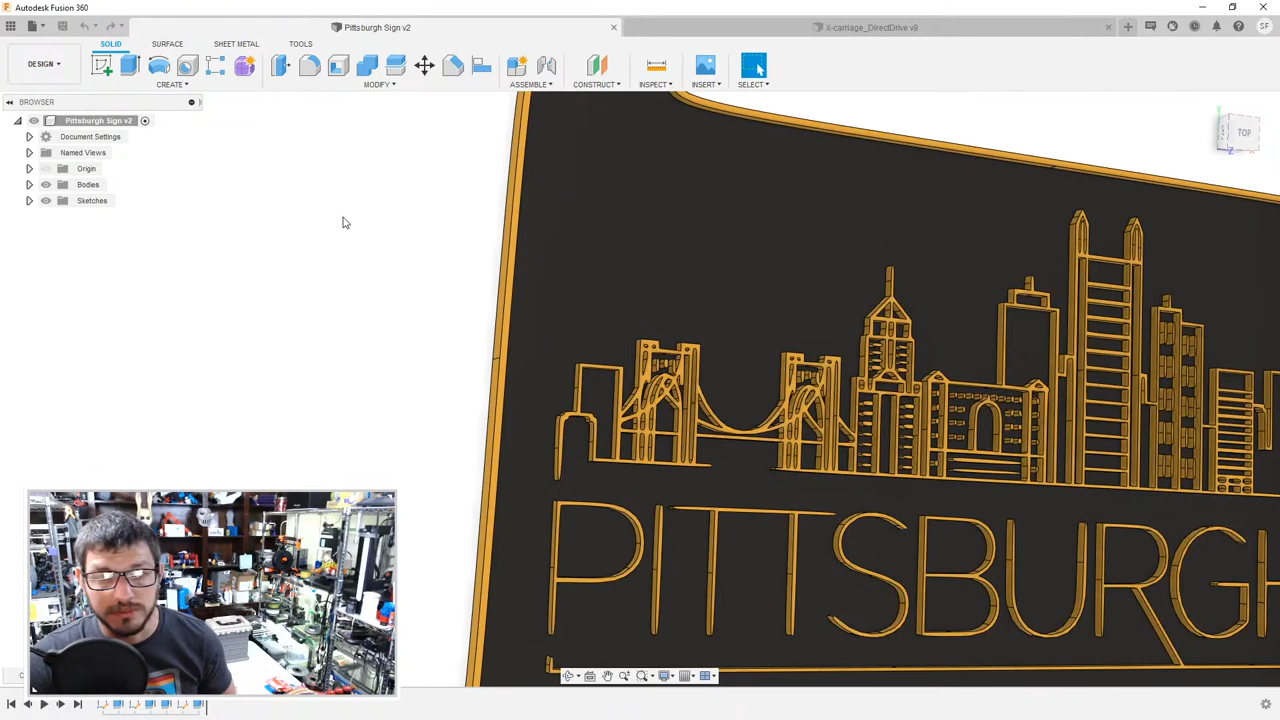 Autodesk Fusion 360
Pittsburgh Sign v2
X-carriage_DirectDrive v9
SF
DESIGN
SOLID
SURFACE
SHEET METAL
TOOLS
CREATE
MODIFY
ASSEMBLE
CONSTRUCT
INSPECT
INSERT
SELECT
BROWSER
Pittsburgh Sign v2
Document Settings
Named Views
Origin
Bodies
Sketches
TOP
PITTSBURGH